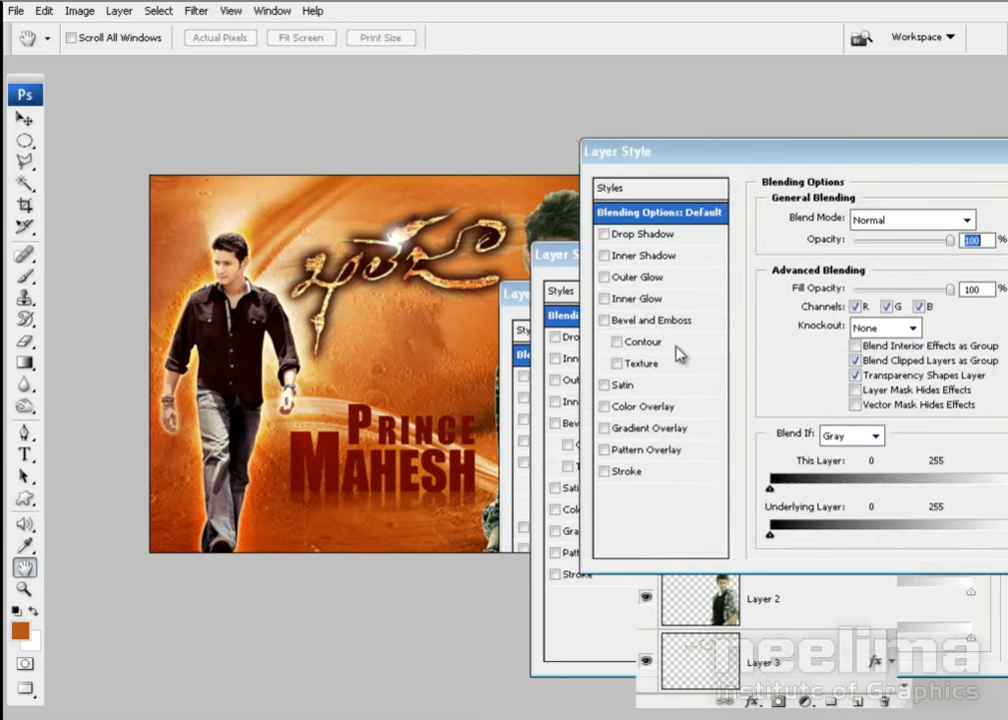 File Edit Image Layer Select Filter View Window Help
Scroll All Windows Actual Pixels Fit Screen Print Size Workspace
Ps
Layer Style
Styles
Blending Options: Default
Drop Shadow
Inner Shadow
Outer Glow
Inner Glow
Bevel and Emboss
Contour
Texture
Satin
Color Overlay
Gradient Overlay
Pattern Overlay
Stroke
Blending Options
General Blending
Blend Mode: Normal
Opacity: 100 %
Advanced Blending
Fill Opacity: 100 %
Channels: R G B
Knockout: None
Blend Interior Effects as Group
Blend Clipped Layers as Group
Transparency Shapes Layer
Layer Mask Hides Effects
Vector Mask Hides Effects
Blend If: Gray
This Layer: 0 255
Underlying Layer: 0 255
ఖలేజా
PRINCE
MAHESH
Layer S
Styles
Blendin
Dro
Inn
Out
Inn
Bev
Sati
Colo
Gra
Patt
Stroke
Laye
Sty
Ble
Layer 2
Layer 3
fx
neelima
Institute of Graphics